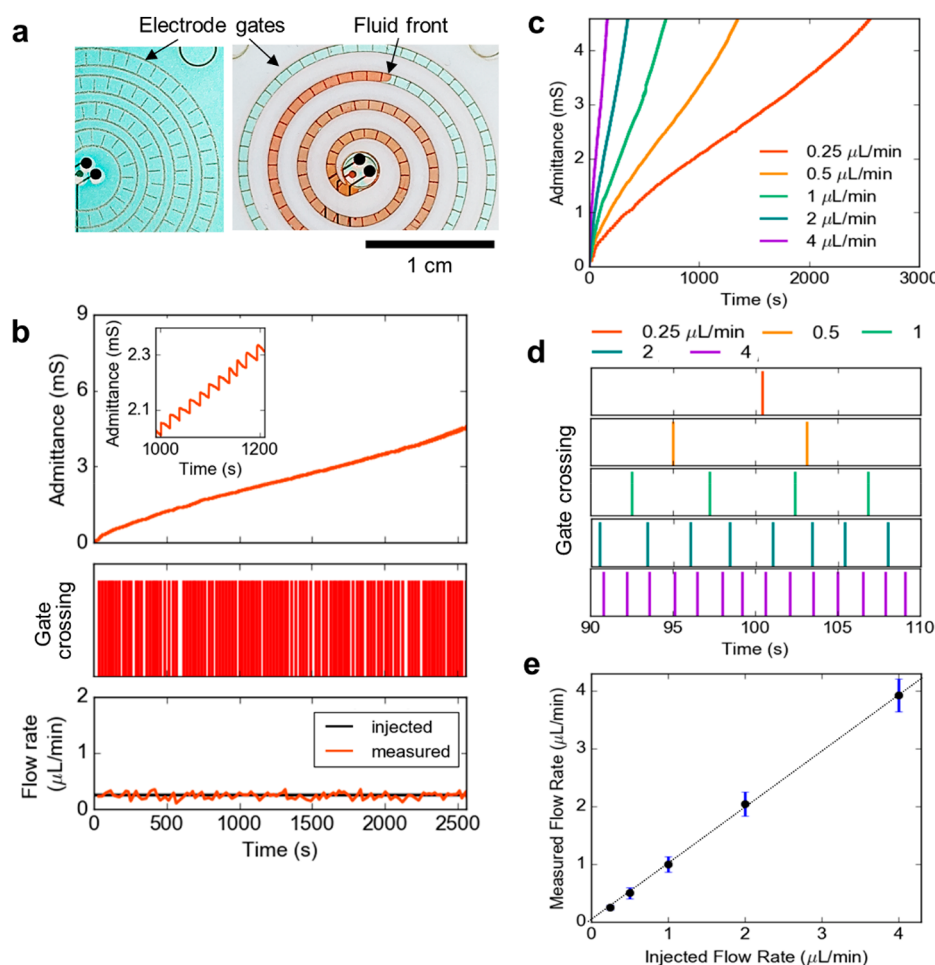 a
Electrode gates
Fluid front
1 cm
b
Admittance (mS)
9
6
3
0
Admittance (mS)
2.3
2.1
1000
1200
Time (s)
Gate
crossing
Flow rate
(μL/min)
2
1
0
injected
measured
0 500 1000 1500 2000 2500
Time (s)
c
Admittance (mS)
4
3
2
1
0
0.25 μL/min
0.5 μL/min
1 μL/min
2 μL/min
4 μL/min
0 1000 2000 3000
Time (s)
d
0.25 μL/min 0.5 1
2 4
Gate crossing
90 95 100 105 110
Time (s)
e
Measured Flow Rate (μL/min)
4
3
2
1
0
0 1 2 3 4
Injected Flow Rate (μL/min)